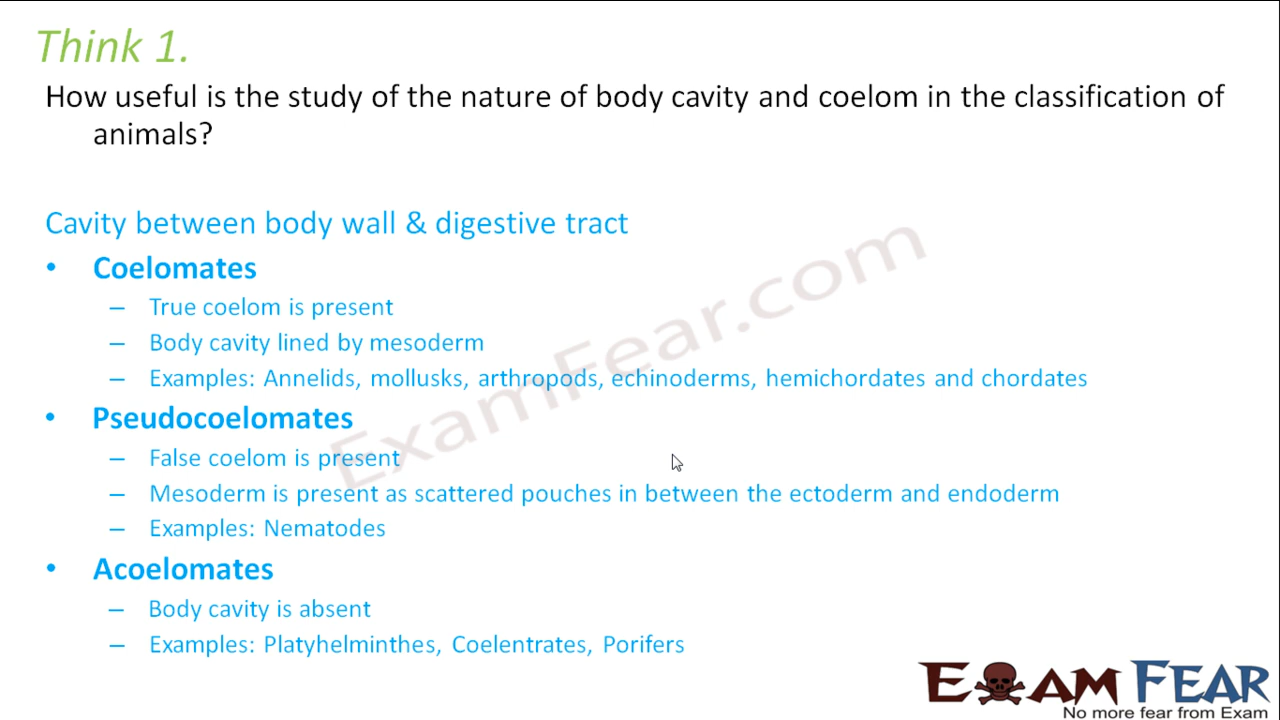 Think 1.
How useful is the study of the nature of body cavity and coelom in the classification of
animals?
Cavity between body wall & digestive tract
• Coelomates
– True coelom is present
– Body cavity lined by mesoderm
– Examples: Annelids, mollusks, arthropods, echinoderms, hemichordates and chordates
• Pseudocoelomates
– False coelom is present
– Mesoderm is present as scattered pouches in between the ectoderm and endoderm
– Examples: Nematodes
• Acoelomates
– Body cavity is absent
– Examples: Platyhelminthes, Coelentrates, Porifers
ExamFear.com
EXAM FEAR
No more fear from Exam